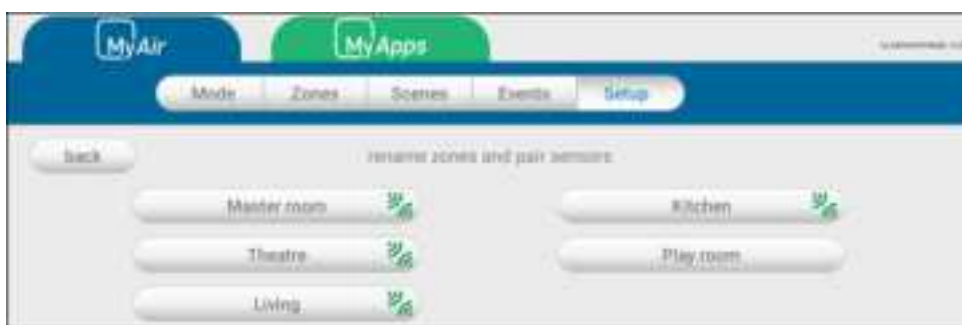 MyAir MyApps
Mode Zones Scenes Events Setup
back rename zones and pair sensors
Master room Kitchen
Theatre Play room
Living